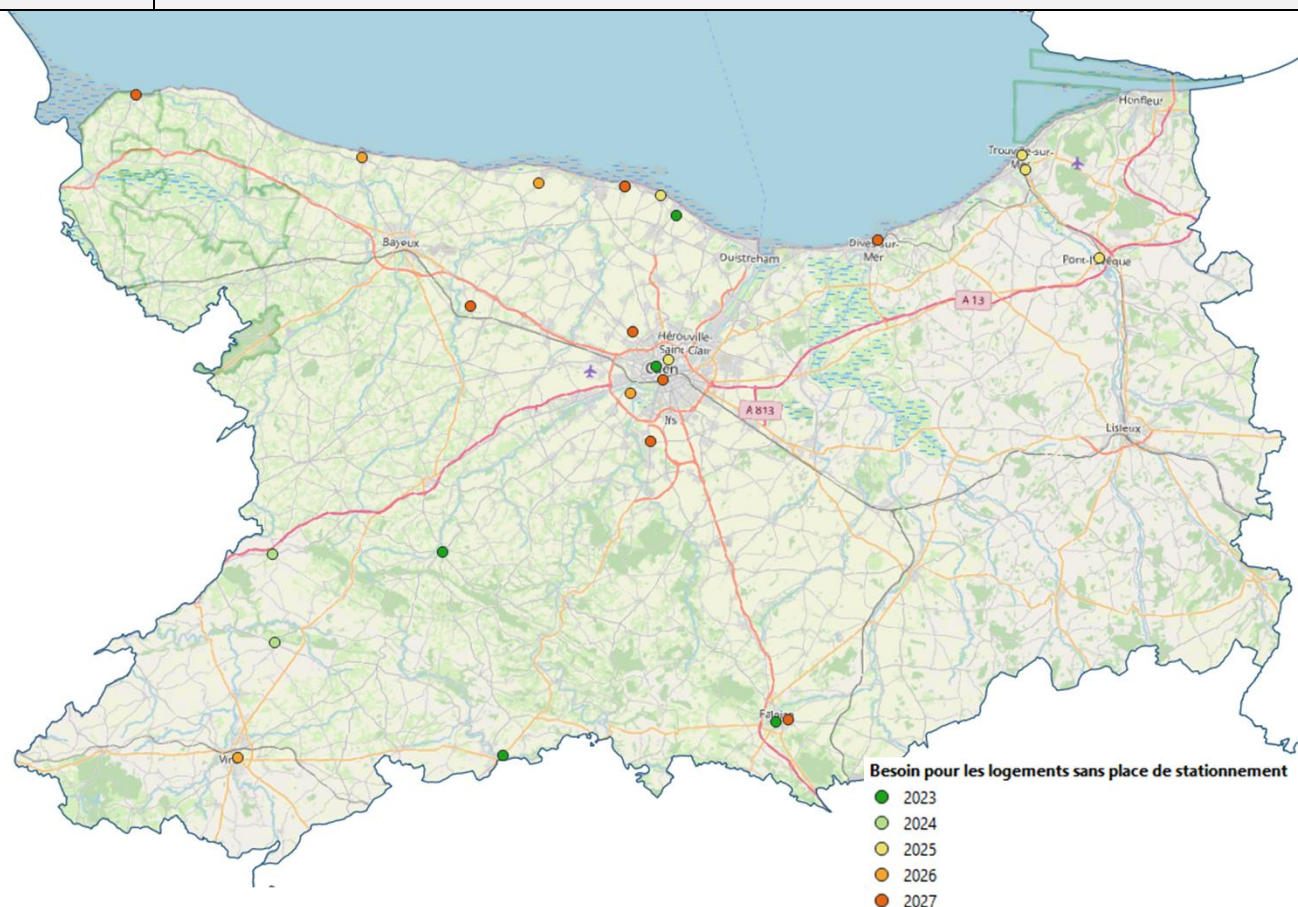 Honfleur
Trouville-sur-
Mer
Bayeux
Ouistreham
Dives-sur-
Mer
Pont-l'Évêque
A 13
Hérouville-
Saint-Clair
Caen
A 813
Ifs
Lisieux
Falaise
Vire
Besoin pour les logements sans place de stationnement
2023
2024
2025
2026
2027